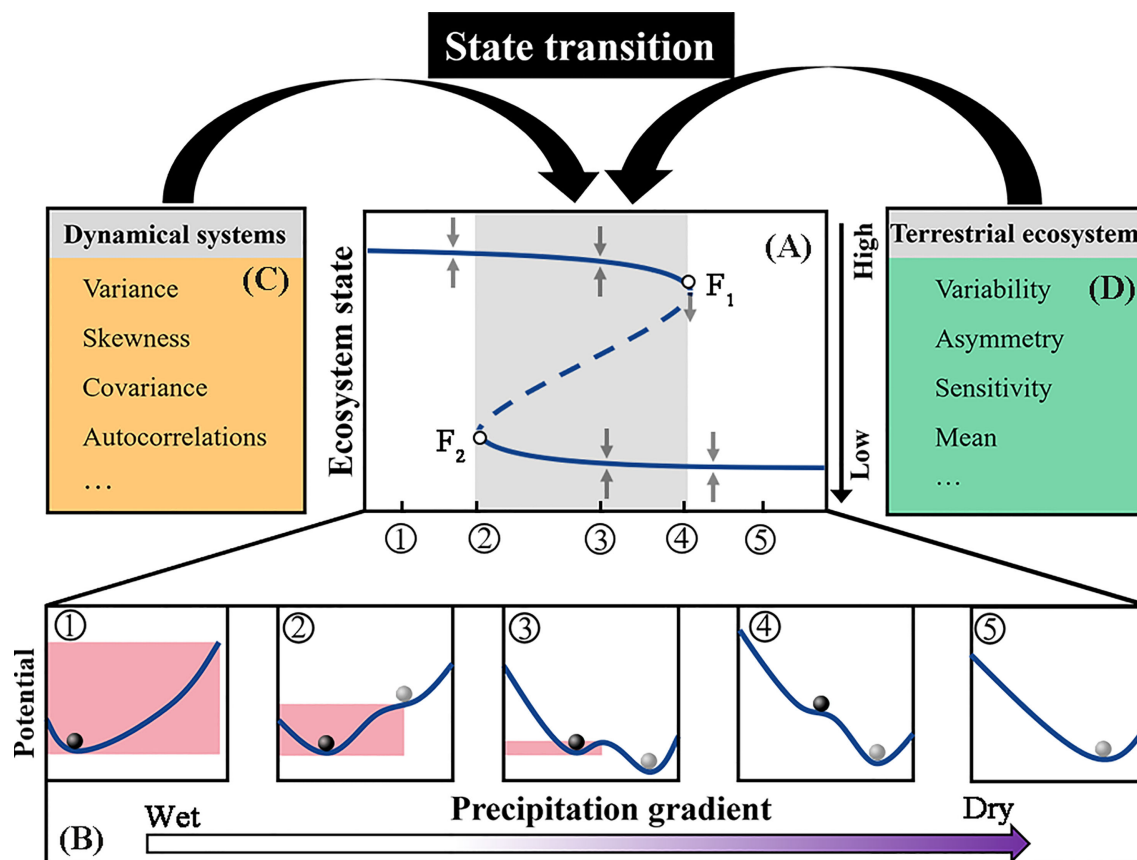 State transition
Dynamical systems
(C)
Variance
Skewness
Covariance
Autocorrelations
…
Ecosystem state
(A)
F1
F2
High
Low
Terrestrial ecosystem
(D)
Variability
Asymmetry
Sensitivity
Mean
…
① ② ③ ④ ⑤
Potential
① ② ③ ④ ⑤
Precipitation gradient
Wet
Dry
(B)